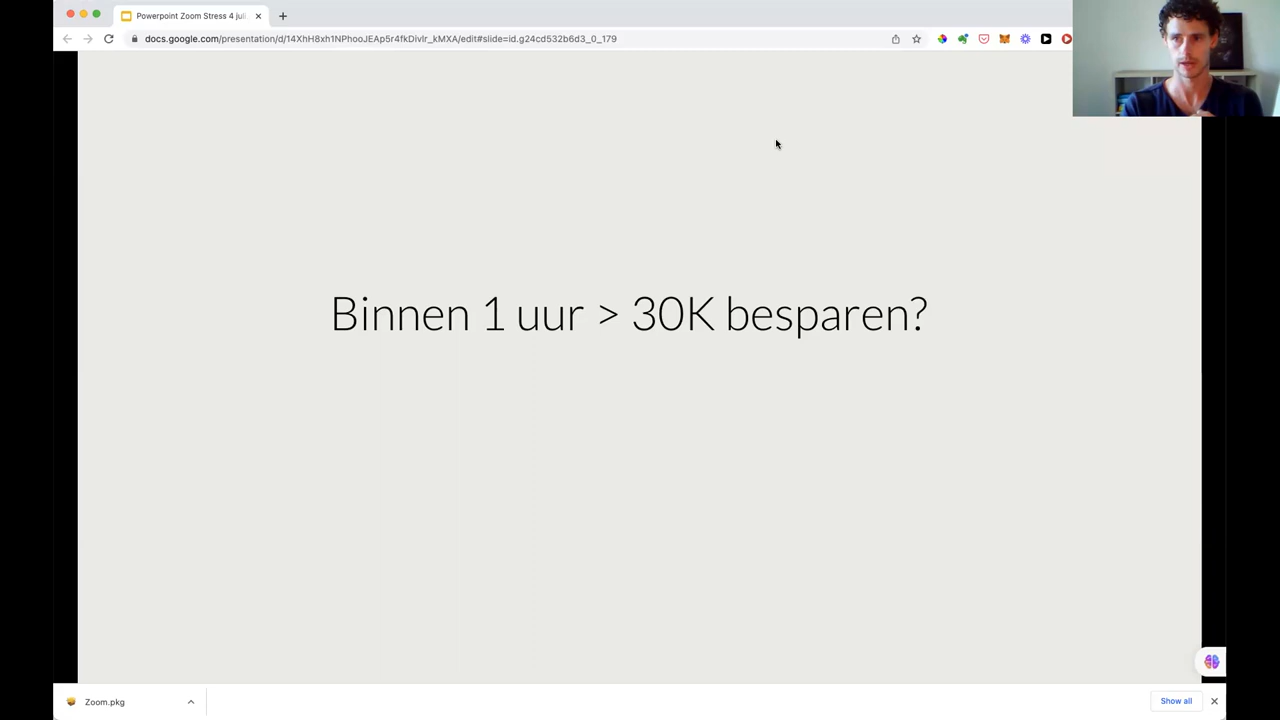 Powerpoint Zoom Stress 4 juli
docs.google.com/presentation/d/14XhH8xh1NPhooJEAp5r4fkDivlr_kMXA/edit#slide=id.g24cd532b6d3_0_179
Binnen 1 uur > 30K besparen?
Zoom.pkg
Show all